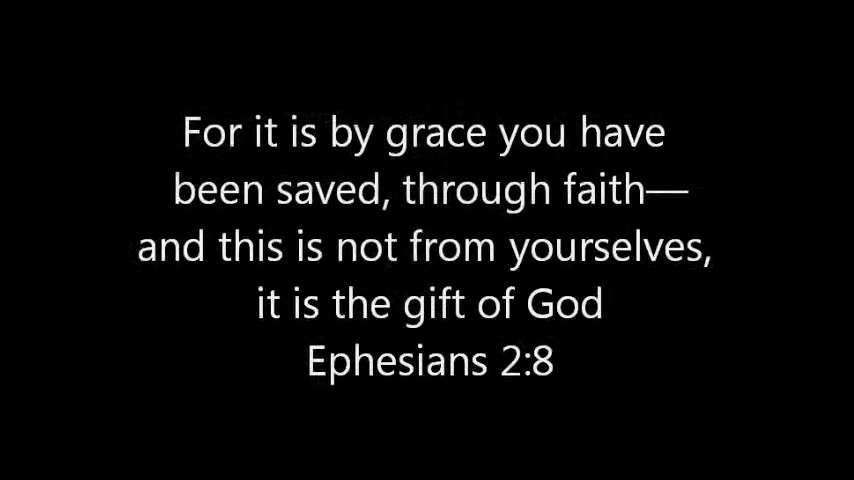 For it is by grace you have
been saved, through faith—
and this is not from yourselves,
it is the gift of God
Ephesians 2:8